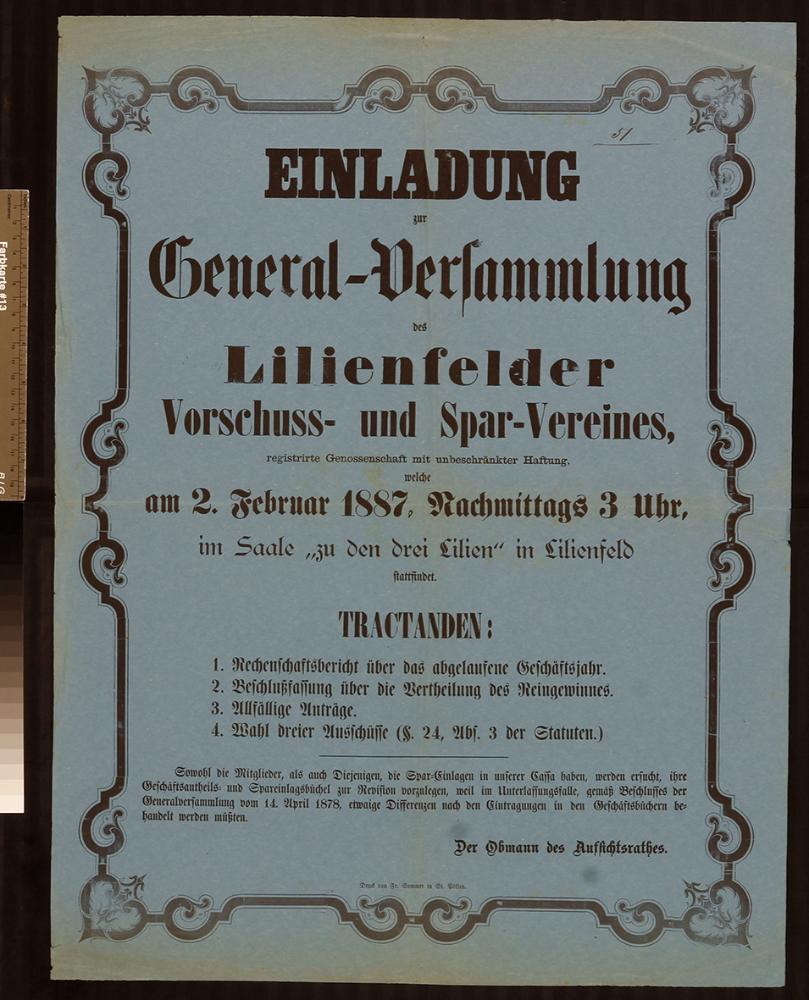 51
EINLADUNG
zur
General-Versammlung
des
Lilienfelder
Vorschuss- und Spar-Vereines,
registrirte Genossenschaft mit unbeschränkter Haftung,
welche
am 2. Februar 1887, Nachmittags 3 Uhr,
im Saale „zu den drei Lilien“ in Lilienfeld
stattfindet.
TRACTANDEN:
1. Rechenschaftsbericht über das abgelaufene Geschäftsjahr.
2. Beschlußfassung über die Vertheilung des Reingewinnes.
3. Allfällige Anträge.
4. Wahl dreier Ausschüsse (§. 24, Abs. 3 der Statuten.)
Sowohl die Mitglieder, als auch Diejenigen, die Spar-Einlagen in unserer Cassa haben, werden ersucht, ihre
Geschäftsantheils- und Spareinlagsbüchel zur Revision vorzulegen, weil im Unterlassungsfalle, gemäß Beschlusses der
Generalversammlung vom 14. April 1878, etwaige Differenzen nach den Eintragungen in den Geschäftsbüchern be-
handelt werden müßten.
Der Obmann des Aufsichtsrathes.
Druck von Fr. Sommer in St. Pölten.
Farbkarte #13
B.I.G.